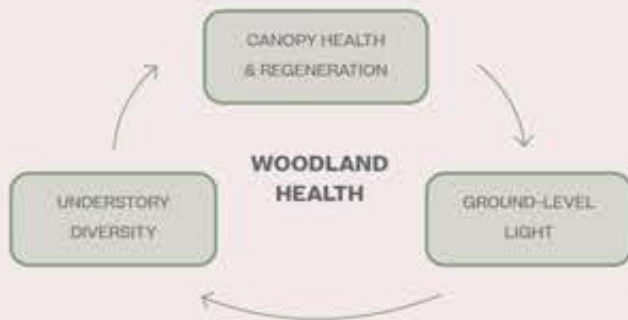 CANOPY HEALTH
& REGENERATION
WOODLAND
HEALTH
UNDERSTORY
DIVERSITY
GROUND-LEVEL
LIGHT